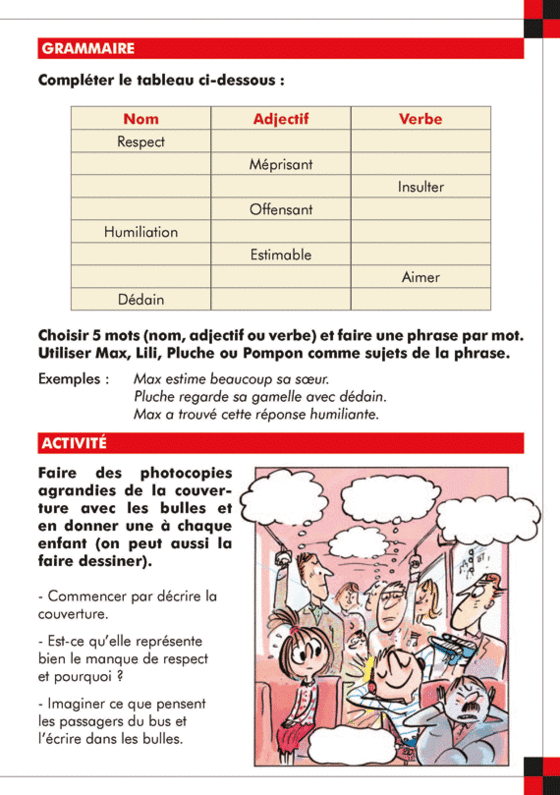 GRAMMAIRE
Compléter le tableau ci-dessous :
Nom Adjectif Verbe
Respect
Méprisant
Insulter
Offensant
Humiliation
Estimable
Aimer
Dédain
Choisir 5 mots (nom, adjectif ou verbe) et faire une phrase par mot.
Utiliser Max, Lili, Pluche ou Pompon comme sujets de la phrase.
Exemples : Max estime beaucoup sa sœur.
Pluche regarde sa gamelle avec dédain.
Max a trouvé cette réponse humiliante.
ACTIVITÉ
Faire des photocopies
agrandies de la couver-
ture avec les bulles et
en donner une à chaque
enfant (on peut aussi la
faire dessiner).
- Commencer par décrire la
couverture.
- Est-ce qu'elle représente
bien le manque de respect
et pourquoi ?
- Imaginer ce que pensent
les passagers du bus et
l'écrire dans les bulles.